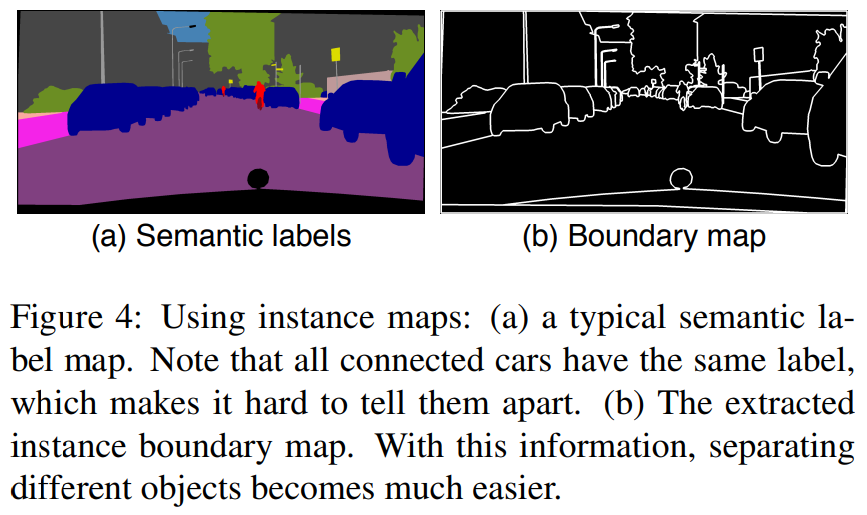 (a) Semantic labels
(b) Boundary map
Figure 4: Using instance maps: (a) a typical semantic la-
bel map. Note that all connected cars have the same label,
which makes it hard to tell them apart. (b) The extracted
instance boundary map. With this information, separating
different objects becomes much easier.